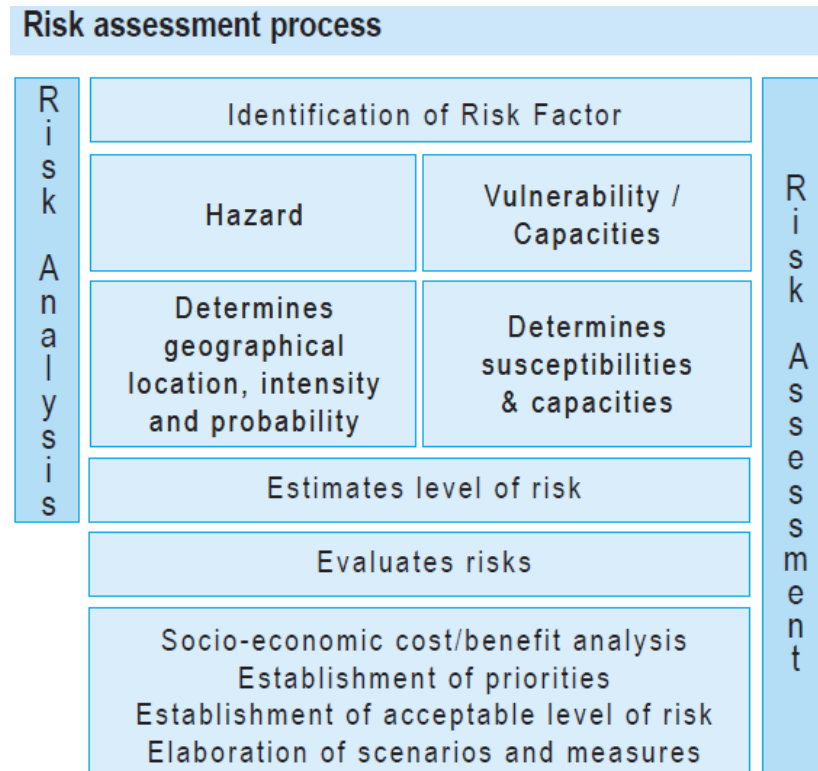 Risk assessment process
Risk Analysis
Identification of Risk Factor
Hazard
Vulnerability /
Capacities
Determines
geographical
location, intensity
and probability
Determines
susceptibilities
& capacities
Estimates level of risk
Evaluates risks
Socio-economic cost/benefit analysis
Establishment of priorities
Establishment of acceptable level of risk
Elaboration of scenarios and measures
Risk Assessment